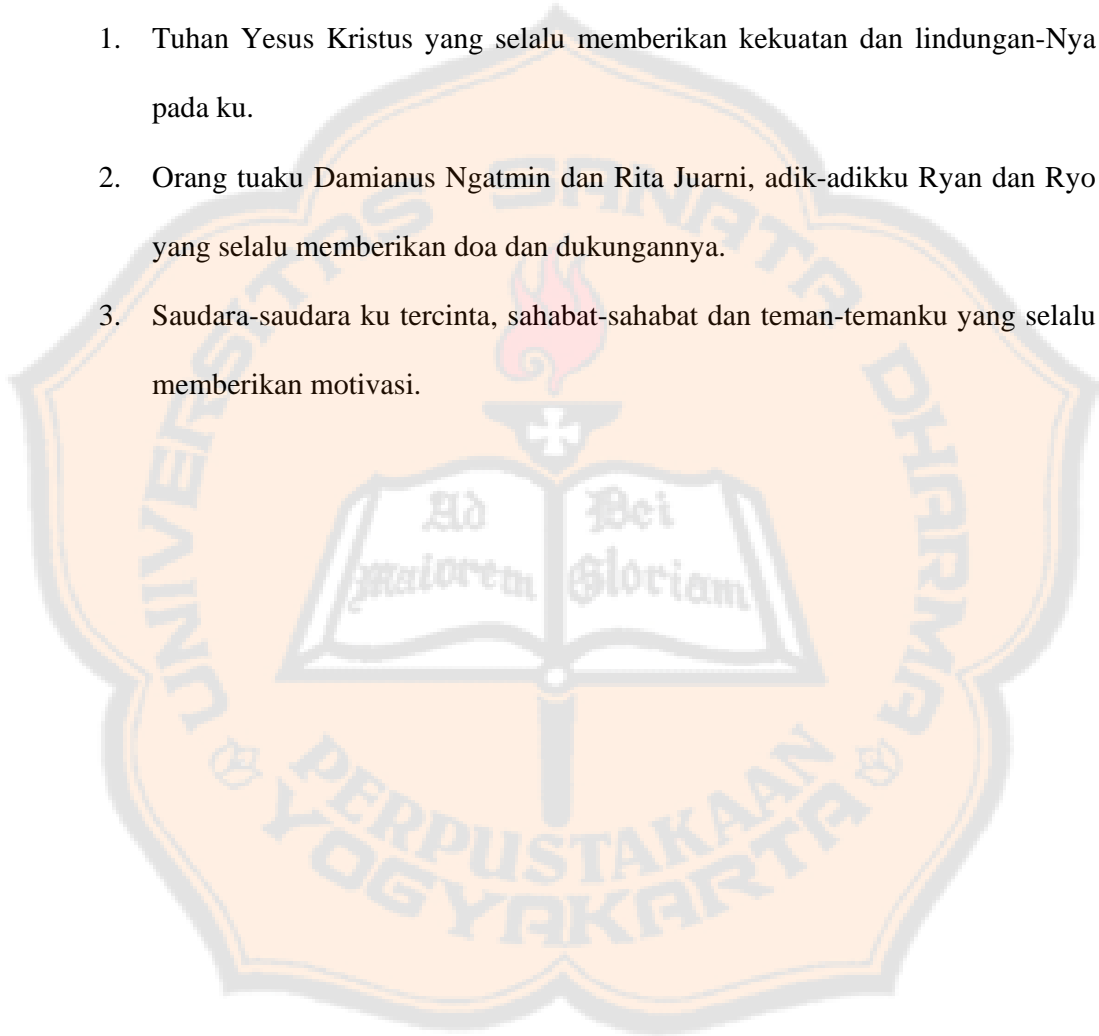 1. Tuhan Yesus Kristus yang selalu memberikan kekuatan dan lindungan-Nya
pada ku.
2. Orang tuaku Damianus Ngatmin dan Rita Juarni, adik-adikku Ryan dan Ryo
yang selalu memberikan doa dan dukungannya.
3. Saudara-saudara ku tercinta, sahabat-sahabat dan teman-temanku yang selalu
memberikan motivasi.
UNIVERSITAS SANATA DHARMA
Ad
Maiorem
Dei
Gloriam
PERPUSTAKAAN
YOGYAKARTA